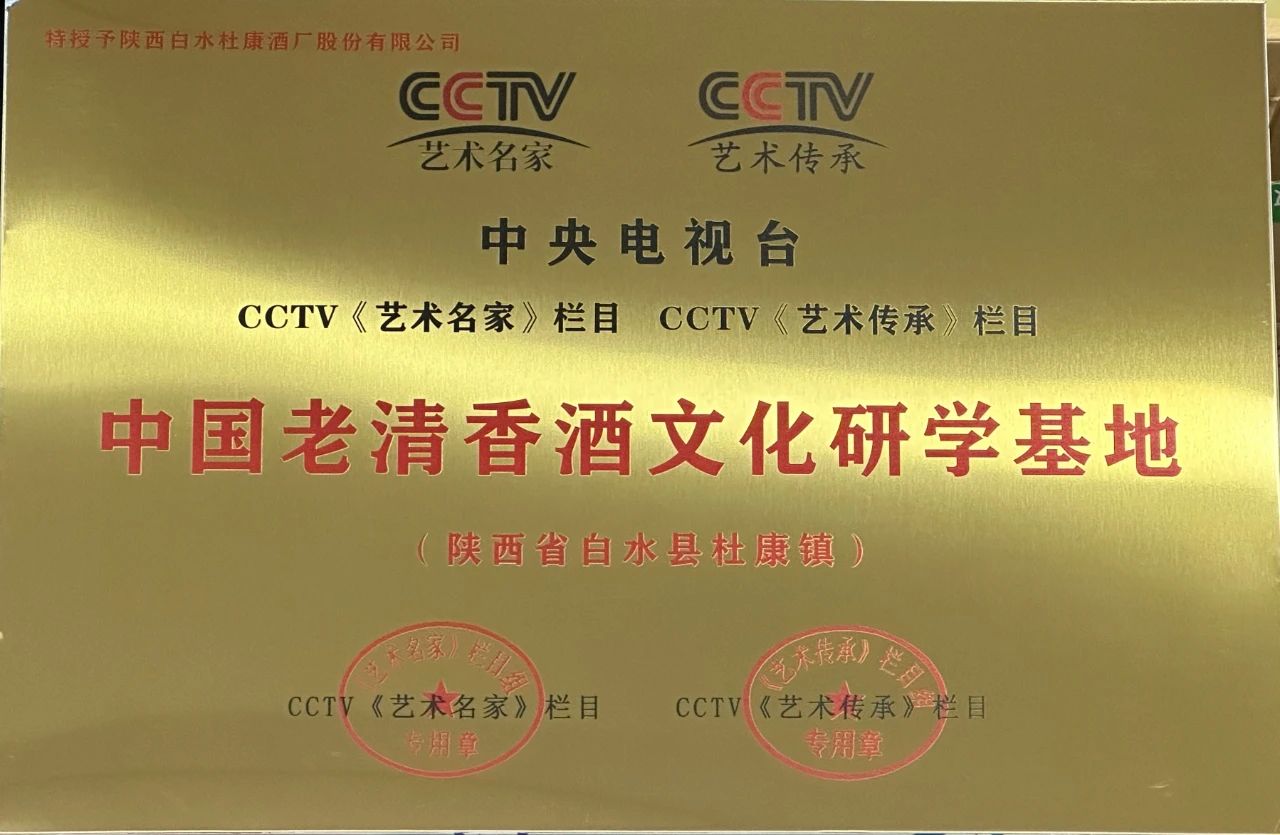 特授予陕西白水杜康酒厂股份有限公司
CCTV CCTV
艺术名家 艺术传承
中央电视台
CCTV《艺术名家》栏目 CCTV《艺术传承》栏目
中国老清香酒文化研学基地
（陕西省白水县杜康镇）
《艺术名家》栏目组 《艺术传承》栏目组
CCTV《艺术名家》栏目 CCTV《艺术传承》栏目
专用章 专用章